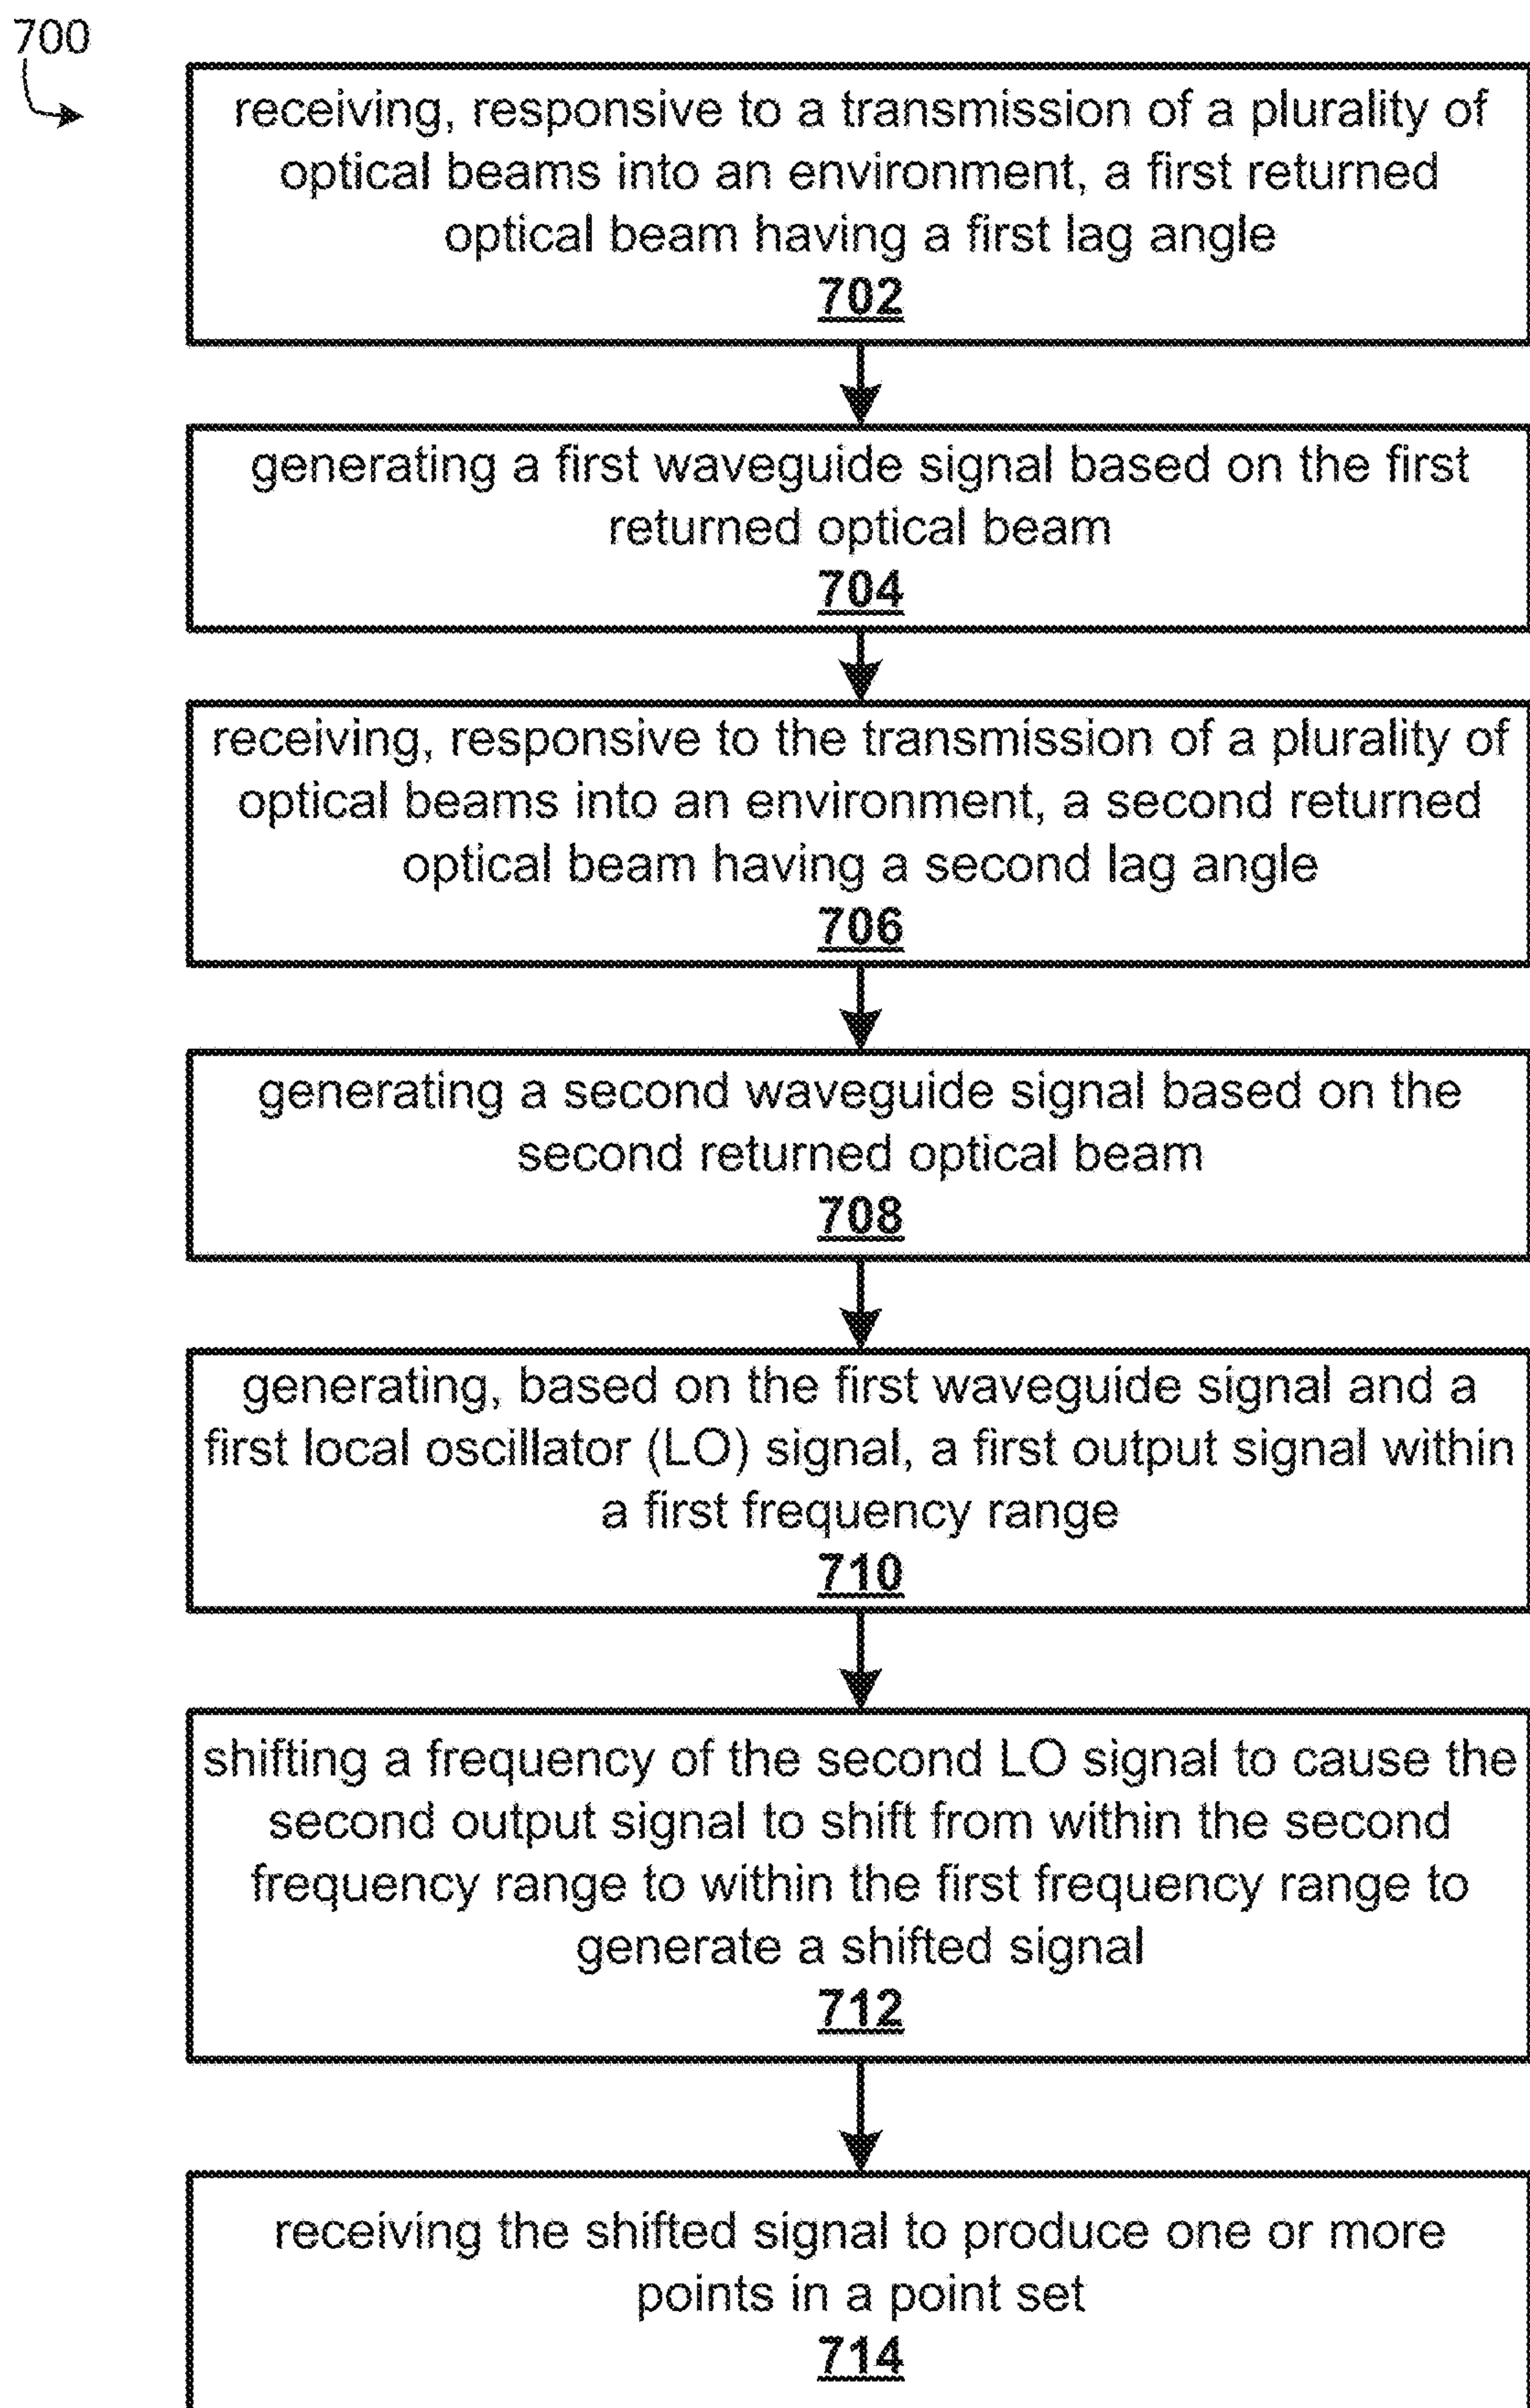 700
receiving, responsive to a transmission of a plurality of
optical beams into an environment, a first returned
optical beam having a first lag angle
702
generating a first waveguide signal based on the first
returned optical beam
704
receiving, responsive to the transmission of a plurality of
optical beams into an environment, a second returned
optical beam having a second lag angle
706
generating a second waveguide signal based on the
second returned optical beam
708
generating, based on the first waveguide signal and a
first local oscillator (LO) signal, a first output signal within
a first frequency range
710
shifting a frequency of the second LO signal to cause the
second output signal to shift from within the second
frequency range to within the first frequency range to
generate a shifted signal
712
receiving the shifted signal to produce one or more
points in a point set
714